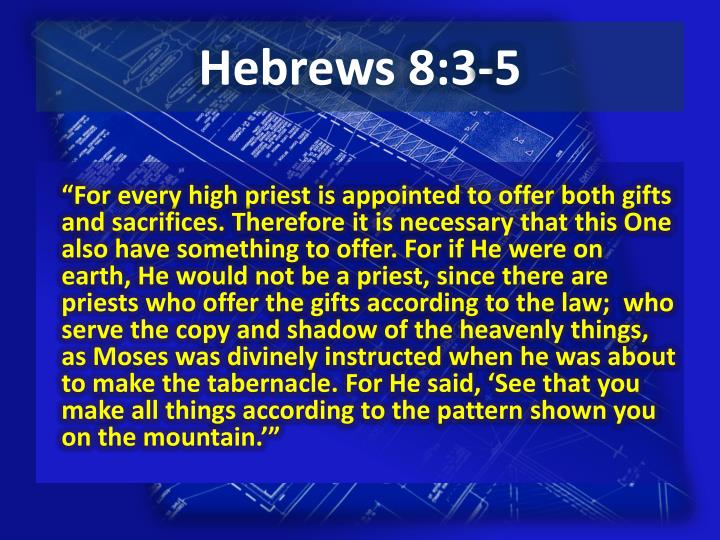 Hebrews 8:3-5
“For every high priest is appointed to offer both gifts
and sacrifices. Therefore it is necessary that this One
also have something to offer. For if He were on
earth, He would not be a priest, since there are
priests who offer the gifts according to the law;  who
serve the copy and shadow of the heavenly things,
as Moses was divinely instructed when he was about
to make the tabernacle. For He said, ‘See that you
make all things according to the pattern shown you
on the mountain.’”